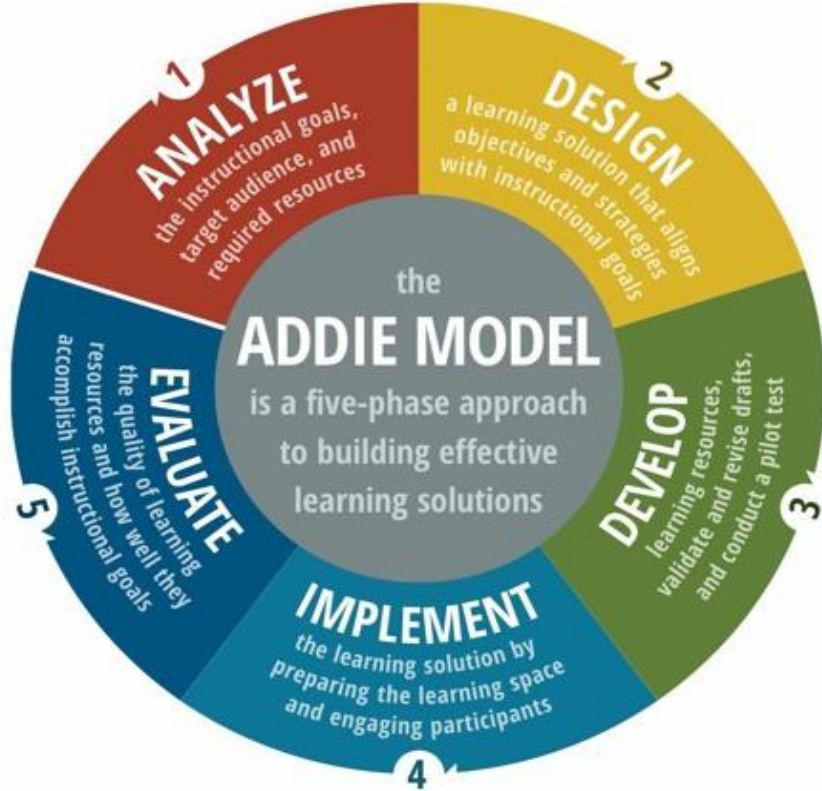 the
ADDIE MODEL
is a five-phase approach
to building effective
learning solutions
1
ANALYZE
the instructional goals,
target audience, and
required resources
2
DESIGN
a learning solution that aligns
objectives and strategies
with instructional goals
3
DEVELOP
learning resources,
validate and revise drafts,
and conduct a pilot test
4
IMPLEMENT
the learning solution by
preparing the learning space
and engaging participants
5
EVALUATE
the quality of learning
resources and how well they
accomplish instructional goals